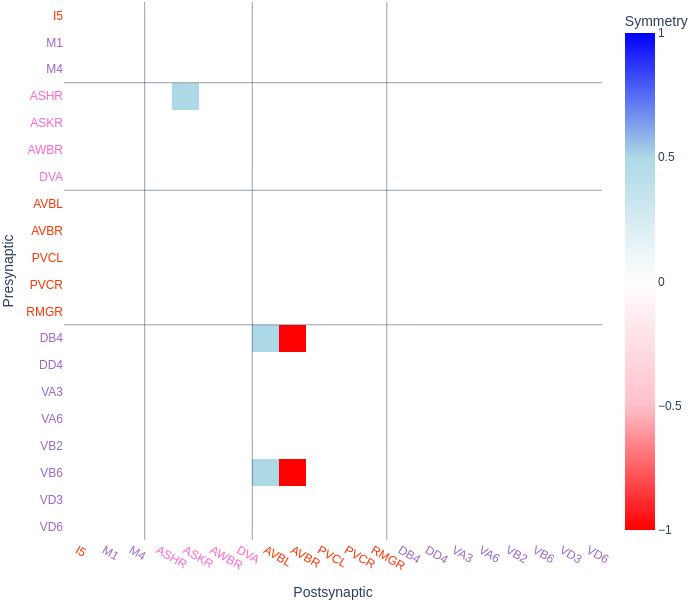 Symmetry
I5
M1
M4
ASHR
ASKR
AWBR
DVA
AVBL
AVBR
PVCL
PVCR
RMGR
DB4
DD4
VA3
VA6
VB2
VB6
VD3
VD6
Presynaptic
1
0.5
0
−0.5
−1
I5 M1 M4 ASHR ASKR AWBR DVA AVBL AVBR PVCL PVCR RMGR DB4 DD4 VA3 VA6 VB2 VB6 VD3 VD6
Postsynaptic